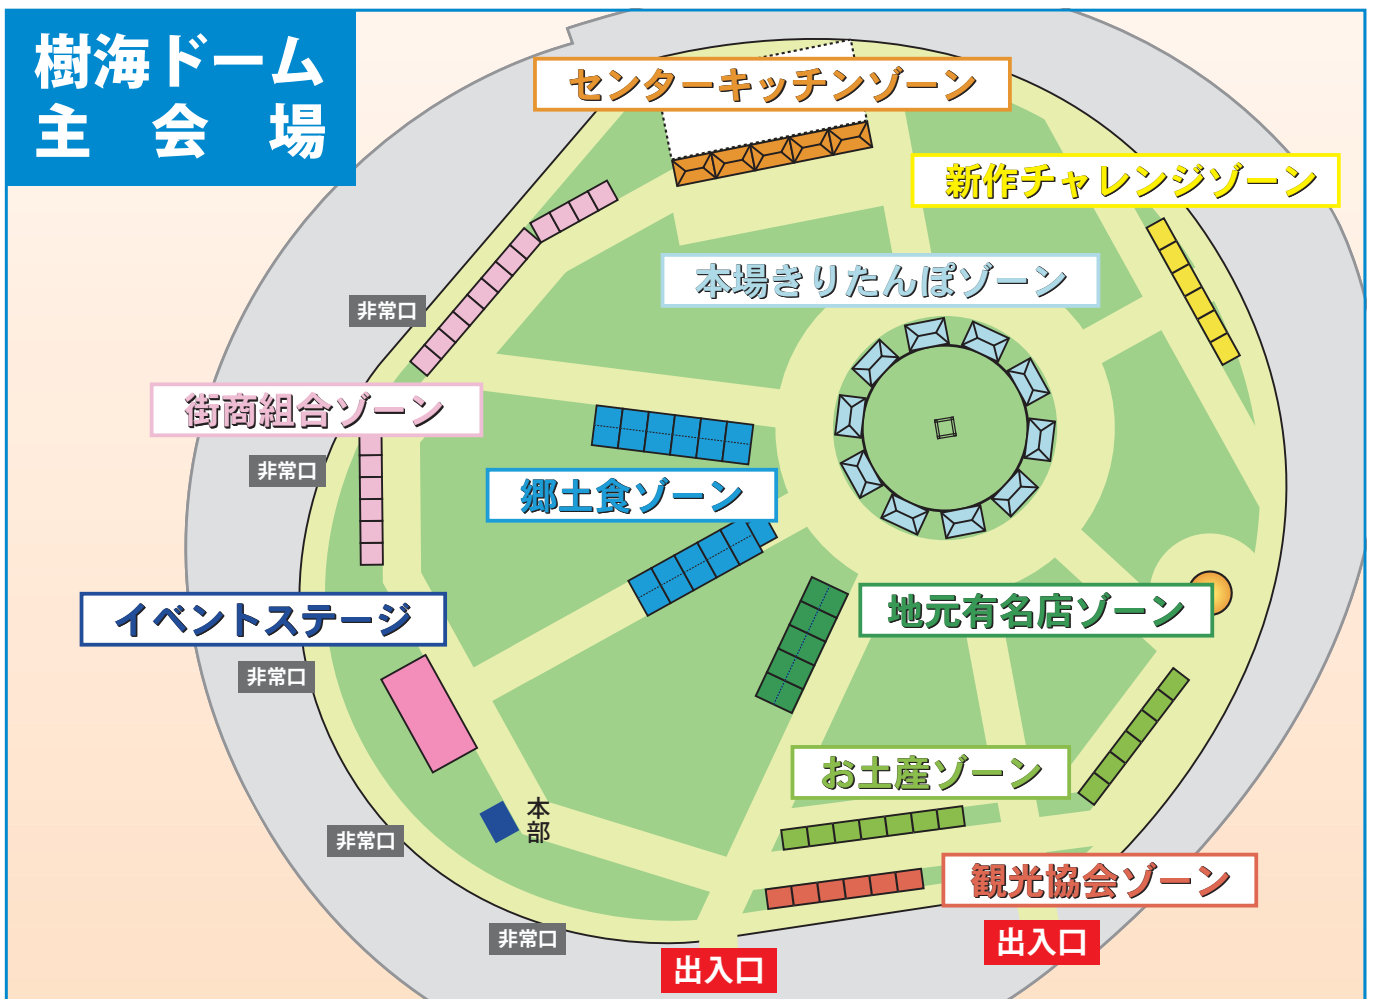 樹海ドーム
主会場
センターキッチンゾーン
新作チャレンジゾーン
本場きりたんぽゾーン
非常口
街商組合ゾーン
非常口
郷土食ゾーン
イベントステージ
地元有名店ゾーン
非常口
お土産ゾーン
本部
非常口
観光協会ゾーン
非常口
出入口
出入口